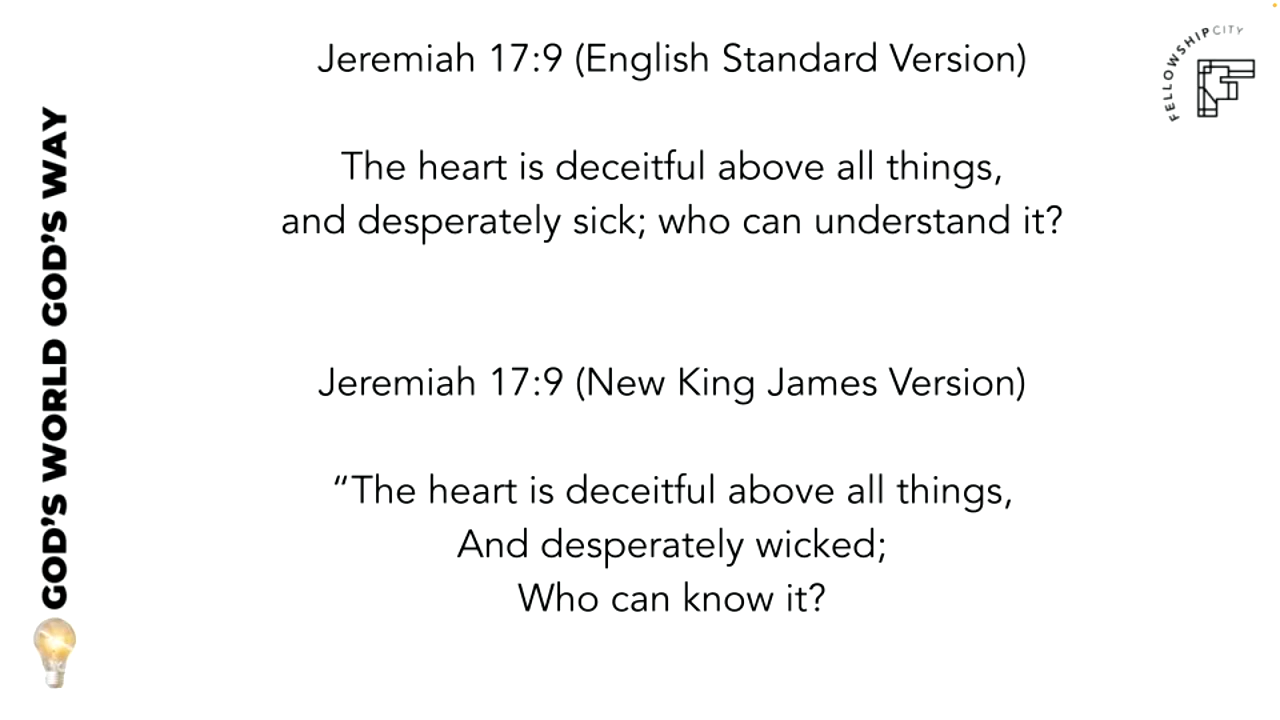 Jeremiah 17:9 (English Standard Version)
The heart is deceitful above all things,
and desperately sick; who can understand it?
Jeremiah 17:9 (New King James Version)
“The heart is deceitful above all things,
And desperately wicked;
Who can know it?
GOD’S WORLD GOD’S WAY
FELLOWSHIPCITY